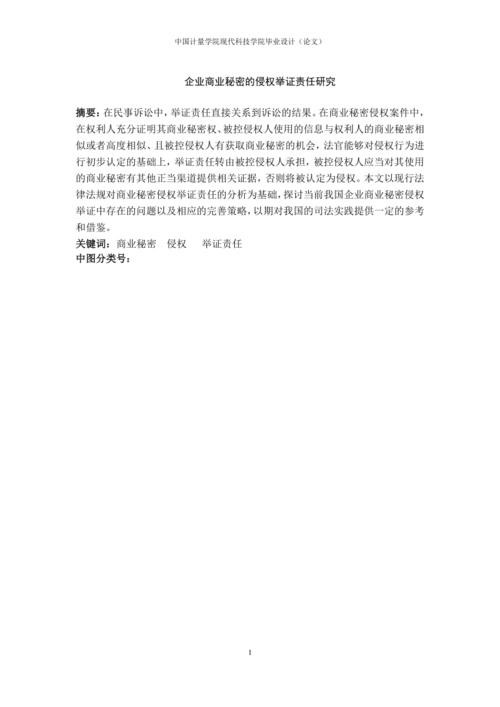 中国计量学院现代科技学院毕业设计（论文）
企业商业秘密的侵权举证责任研究
摘要：在民事诉讼中，举证责任直接关系到诉讼的结果。在商业秘密侵权案件中，
在权利人充分证明其商业秘密权、被控侵权人使用的信息与权利人的商业秘密相
似或者高度相似、且被控侵权人有获取商业秘密的机会，法官能够对侵权行为进
行初步认定的基础上，举证责任转由被控侵权人承担，被控侵权人应当对其使用
的商业秘密有其他正当渠道提供相关证据，否则将被认定为侵权。本文以现行法
律法规对商业秘密侵权举证责任的分析为基础，探讨当前我国企业商业秘密侵权
举证中存在的问题以及相应的完善策略，以期对我国的司法实践提供一定的参考
和借鉴。
关键词：商业秘密 侵权 举证责任
中图分类号：
1